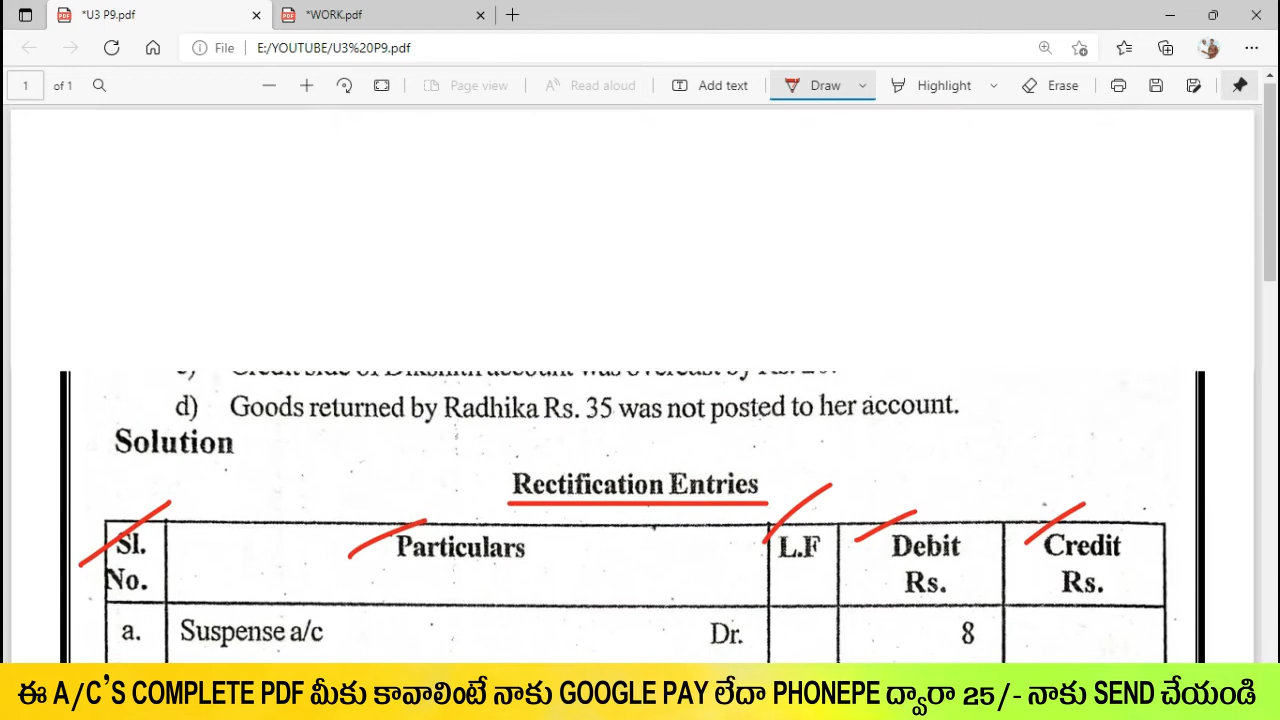 *U3 P9.pdf
*WORK.pdf
File E:/YOUTUBE/U3%20P9.pdf
1 of 1 Page view Read aloud Add text Draw Highlight Erase
d) Goods returned by Radhika Rs. 35 was not posted to her account.
Solution
Rectification Entries
Sl. No. Particulars L.F Debit Rs. Credit Rs.
a. Suspense a/c Dr. 8
ఈ A/C'S COMPLETE PDF మీకు కావాలంటే నాకు GOOGLE PAY లేదా PHONEPE ద్వారా 25/- నాకు SEND చేయండి